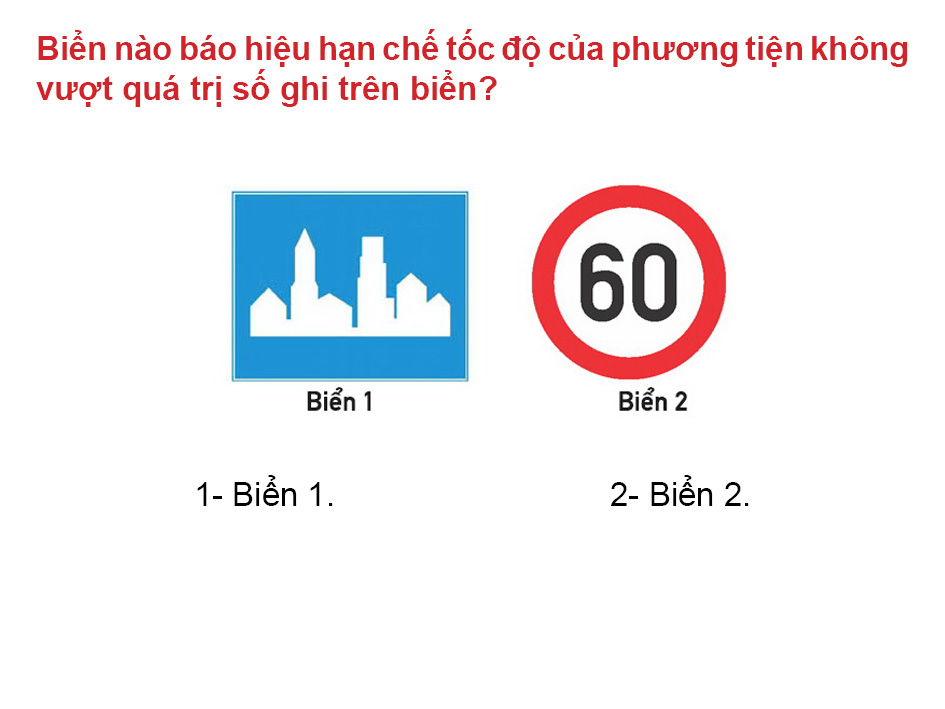 Biển nào báo hiệu hạn chế tốc độ của phương tiện không
vượt quá trị số ghi trên biển?
60
Biển 1
Biển 2
1- Biển 1.
2- Biển 2.